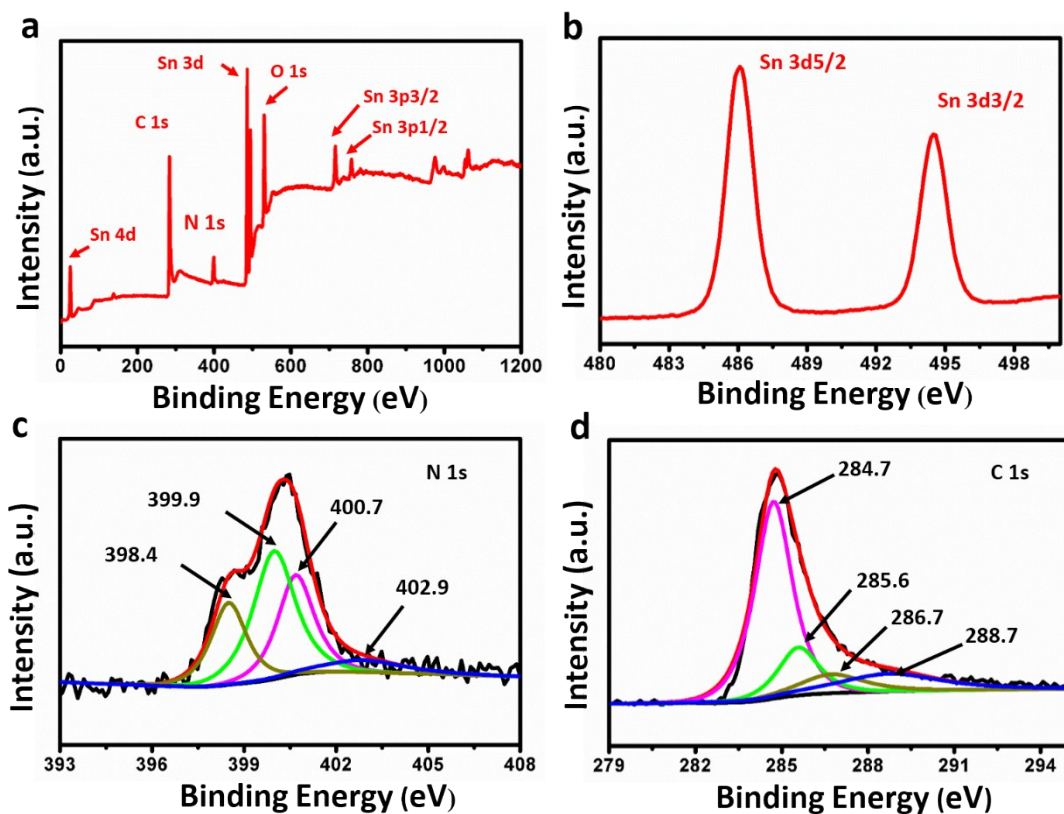 a
Intensity (a.u.)
Sn 4d
C 1s
N 1s
Sn 3d
O 1s
Sn 3p3/2
Sn 3p1/2
0 200 400 600 800 1000 1200
Binding Energy (eV)
b
Intensity (a.u.)
Sn 3d5/2
Sn 3d3/2
480 483 486 489 492 495 498
Binding Energy (eV)
c
Intensity (a.u.)
N 1s
398.4
399.9
400.7
402.9
393 396 399 402 405 408
Binding Energy (eV)
d
Intensity (a.u.)
C 1s
284.7
285.6
286.7
288.7
279 282 285 288 291 294
Binding Energy (eV)